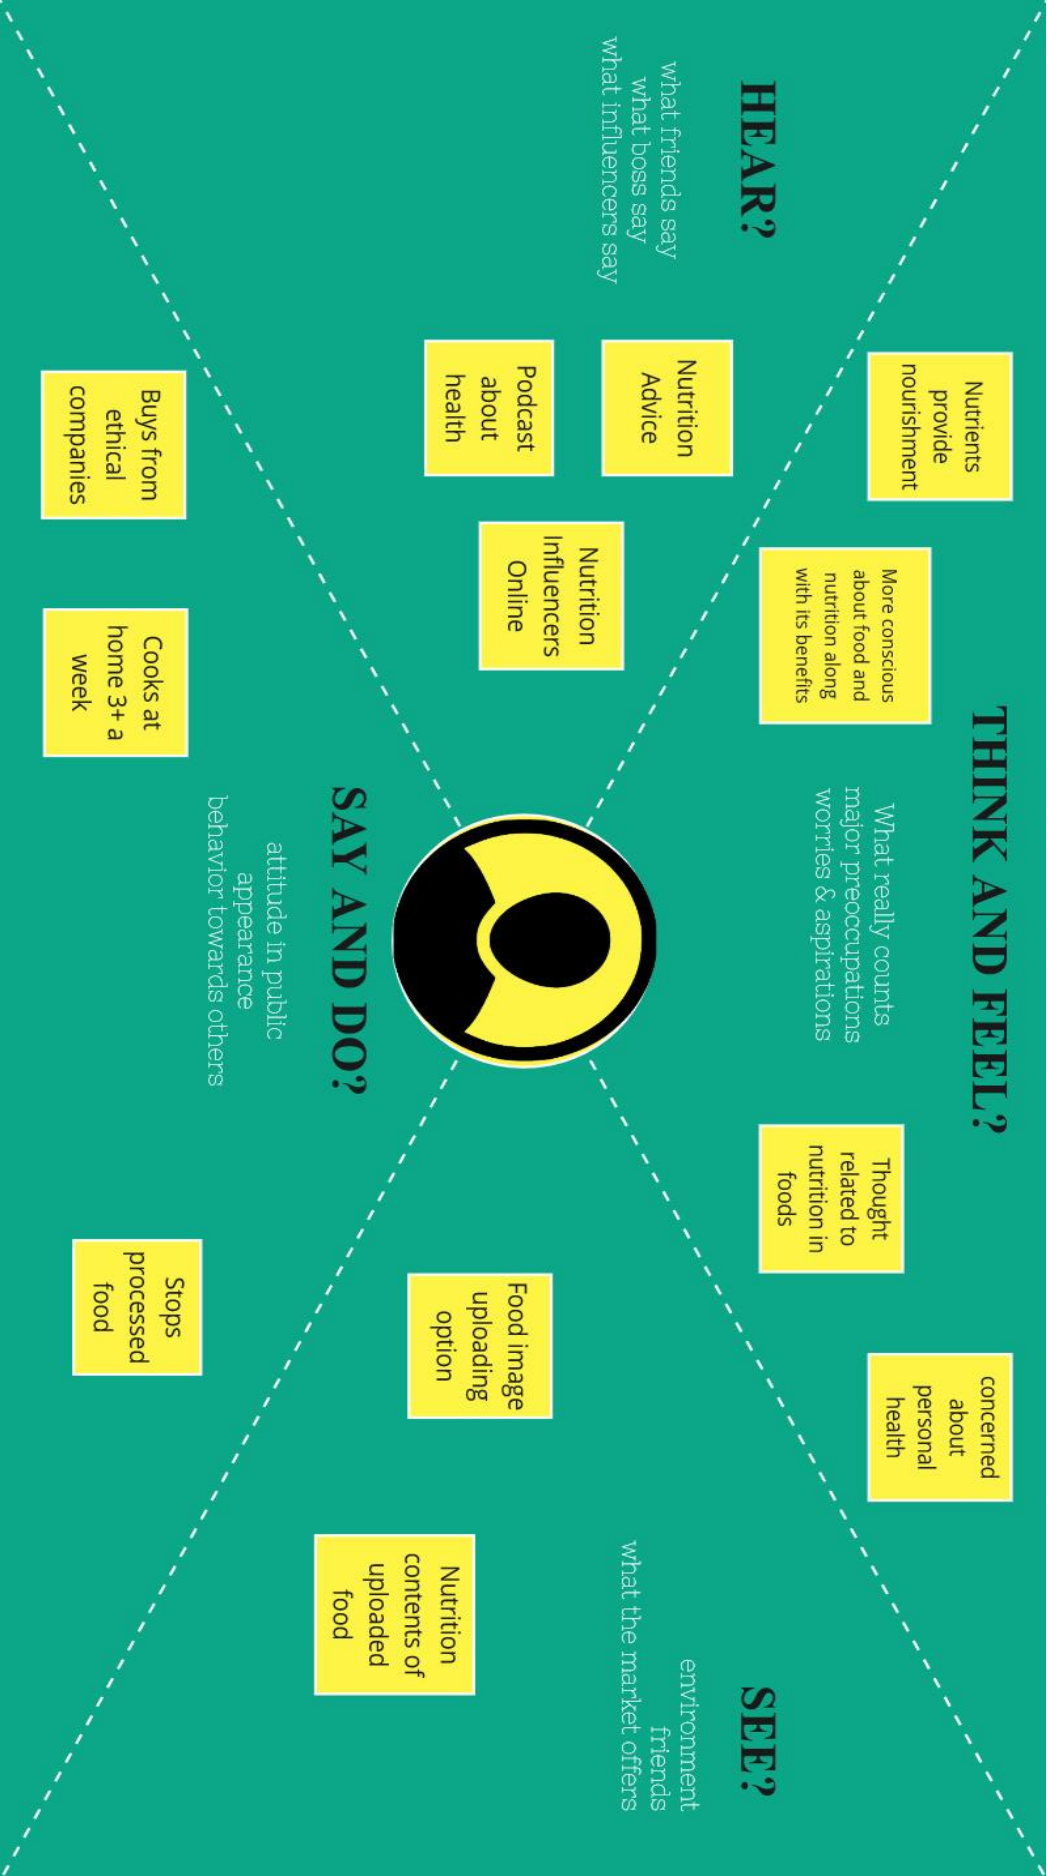 THINK AND FEEL?
What really counts
major preoccupations
worries & aspirations
Nutrients
provide
nourishment
More conscious
about food and
nutrition along
with its benefits
Thought
related to
nutrition in
foods
concerned
about
personal
health
HEAR?
what friends say
what boss say
what influencers say
Nutrition
Advice
Podcast
about
health
Nutrition
Influencers
Online
SEE?
environment
friends
what the market offers
Food image
uploading
option
Nutrition
contents of
uploaded
food
SAY AND DO?
attitude in public
appearance
behavior towards others
Buys from
ethical
companies
Cooks at
home 3+ a
week
Stops
processed
food